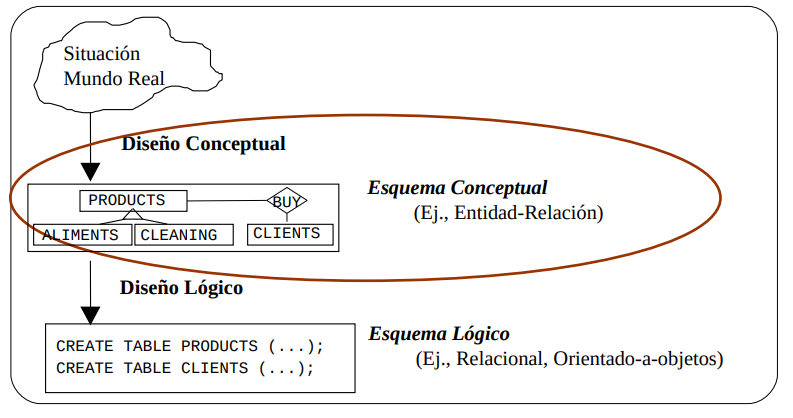 Situación
Mundo Real
Diseño Conceptual
PRODUCTS
BUY
ALIMENTS
CLEANING
CLIENTS
Esquema Conceptual
(Ej., Entidad-Relación)
Diseño Lógico
CREATE TABLE PRODUCTS (...);
CREATE TABLE CLIENTS (...);
Esquema Lógico
(Ej., Relacional, Orientado-a-objetos)